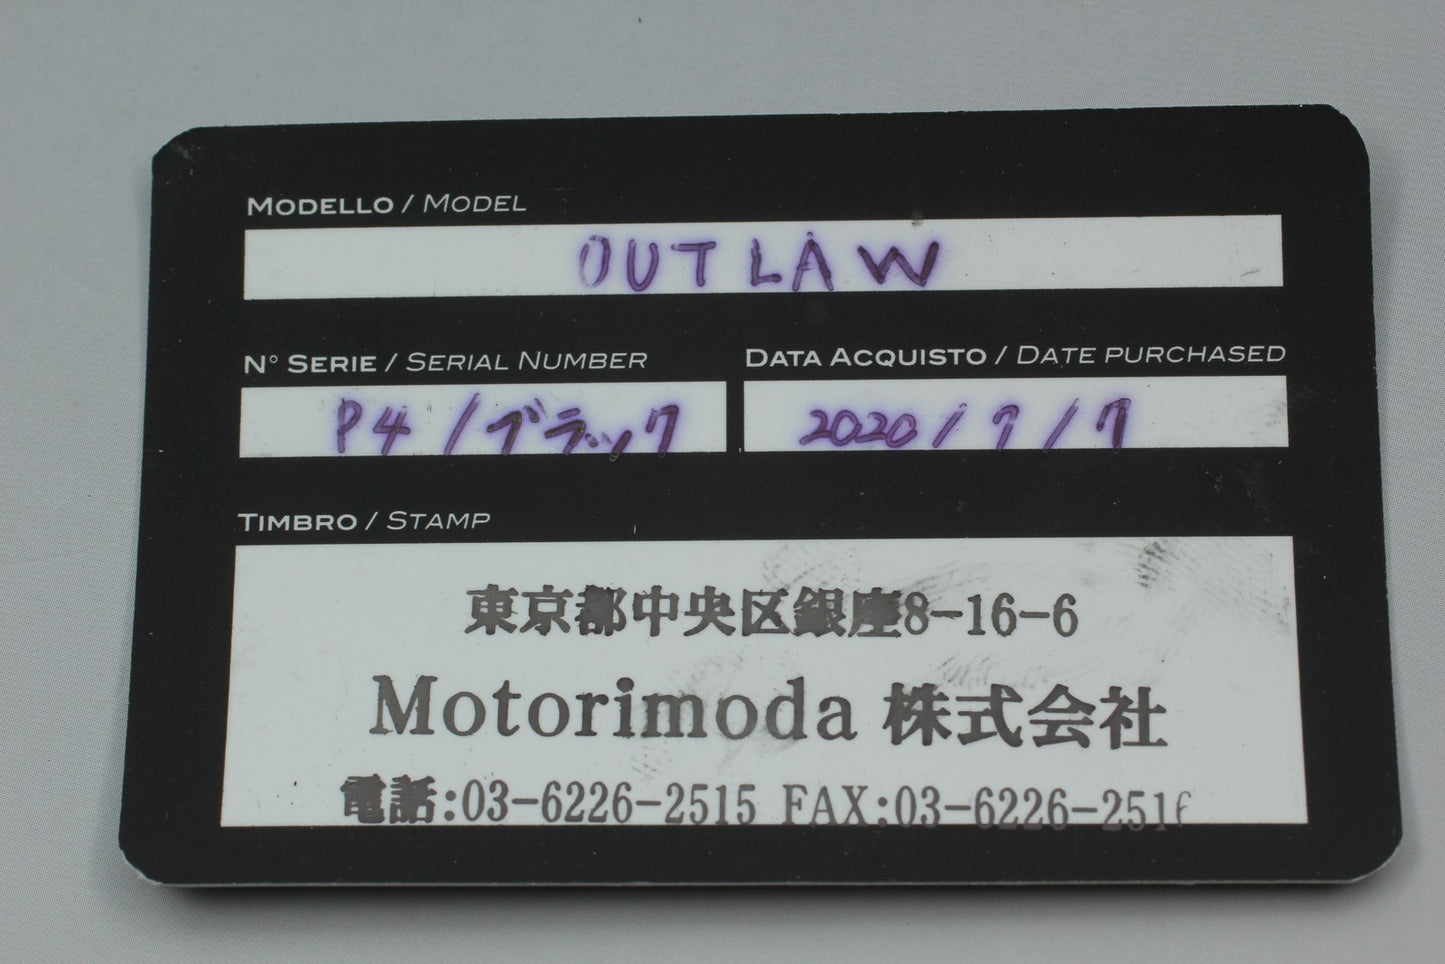 MODELLO / MODEL
OUTLAW
N° SERIE / SERIAL NUMBER
P4 / ブラック
DATA ACQUISTO / DATE PURCHASED
2020 / 7 / 7
TIMBRO / STAMP
東京都中央区銀座8-16-6
Motorimoda 株式会社
電話:03-6226-2515 FAX:03-6226-2516